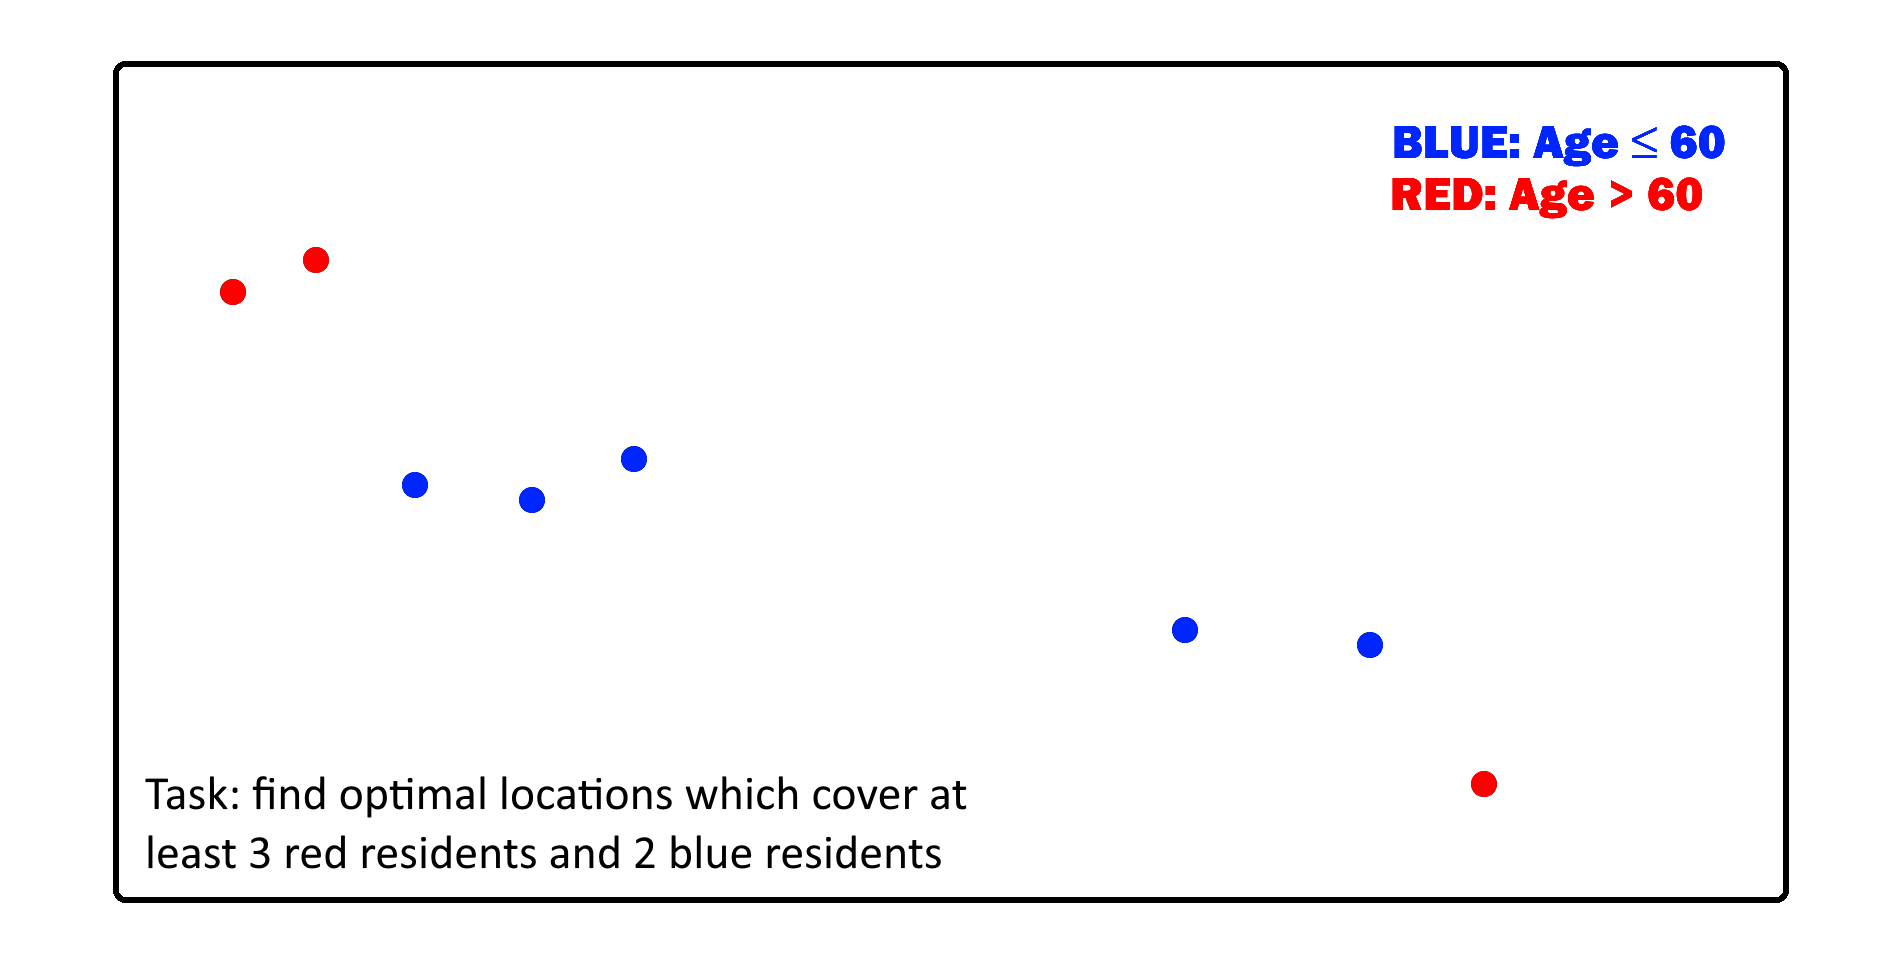 BLUE: Age ≤ 60
RED: Age > 60
Task: find optimal locations which cover at
least 3 red residents and 2 blue residents